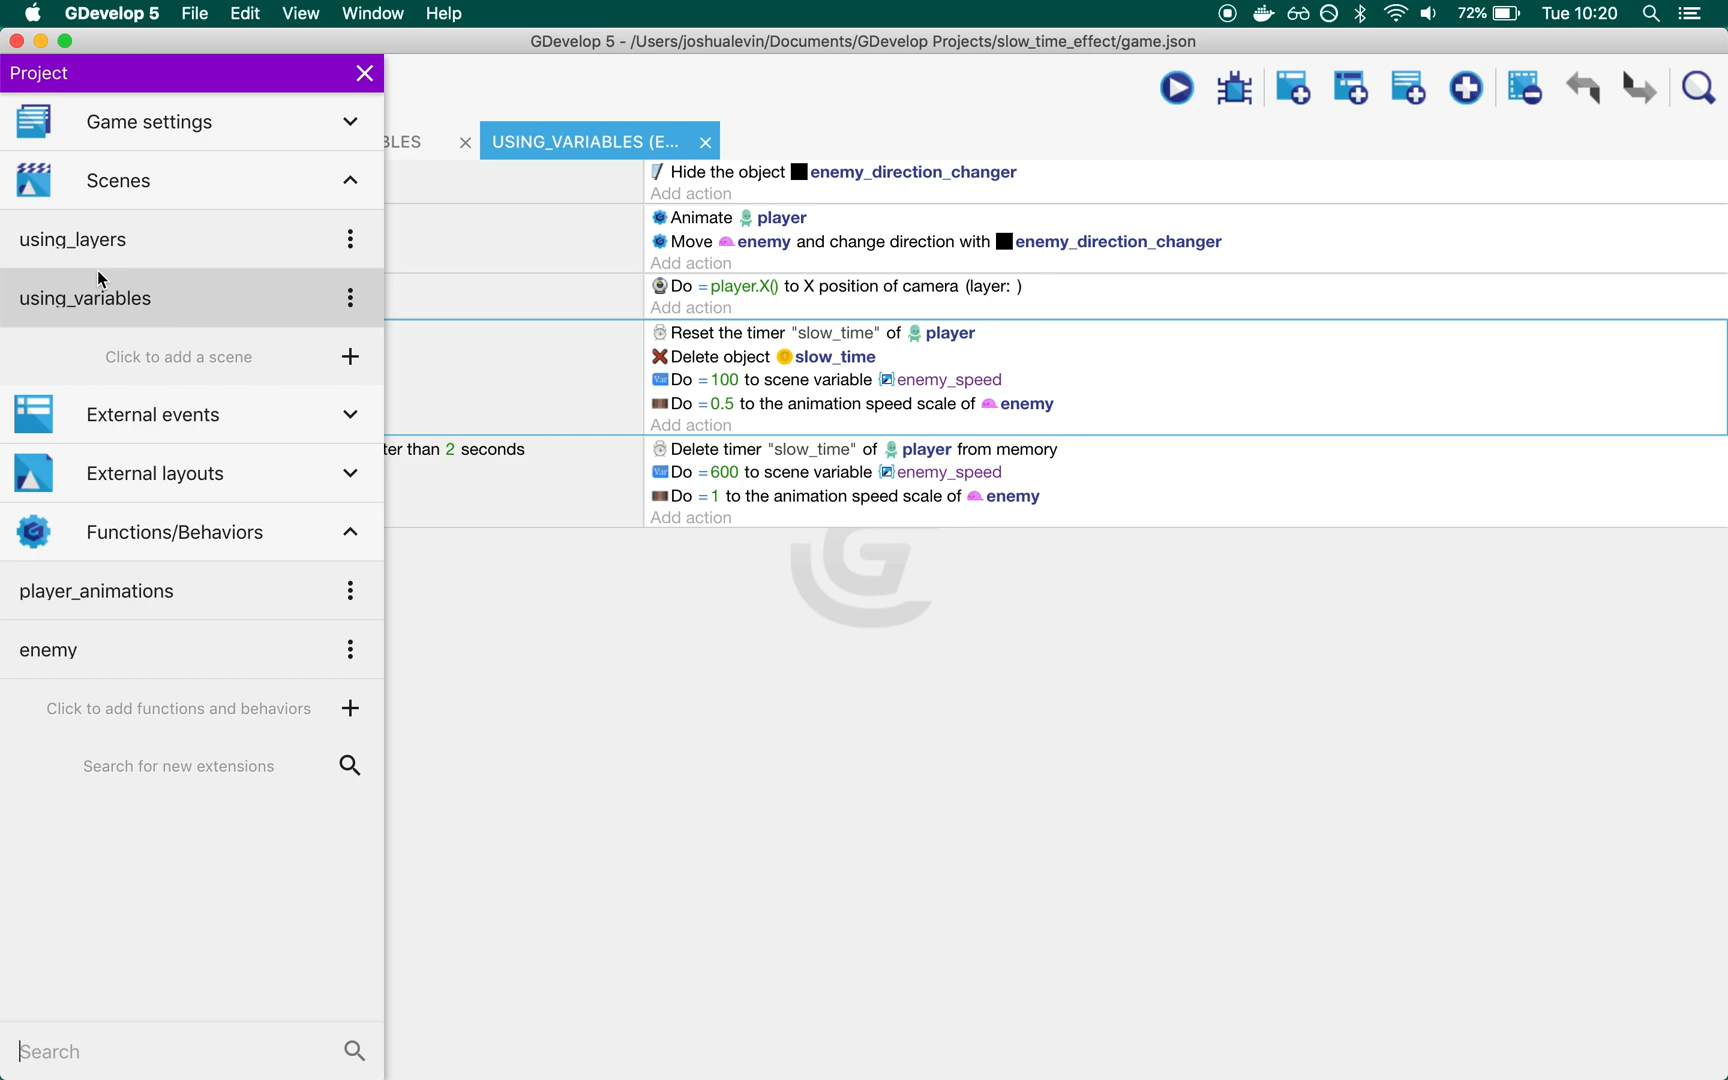 GDevelop 5 File Edit View Window Help 72% Tue 10:20
GDevelop 5 - /Users/joshualevin/Documents/GDevelop Projects/slow_time_effect/game.json
Project
Game settings
Scenes
using_layers
using_variables
Click to add a scene
External events
External layouts
Functions/Behaviors
player_animations
enemy
Click to add functions and behaviors
Search for new extensions
Search
BLES
USING_VARIABLES (E...
Hide the object enemy_direction_changer
Add action
Animate player
Move enemy and change direction with enemy_direction_changer
Add action
Do =player.X() to X position of camera (layer: )
Add action
Reset the timer "slow_time" of player
Delete object slow_time
Do =100 to scene variable enemy_speed
Do =0.5 to the animation speed scale of enemy
Add action
ter than 2 seconds
Delete timer "slow_time" of player from memory
Do =600 to scene variable enemy_speed
Do =1 to the animation speed scale of enemy
Add action